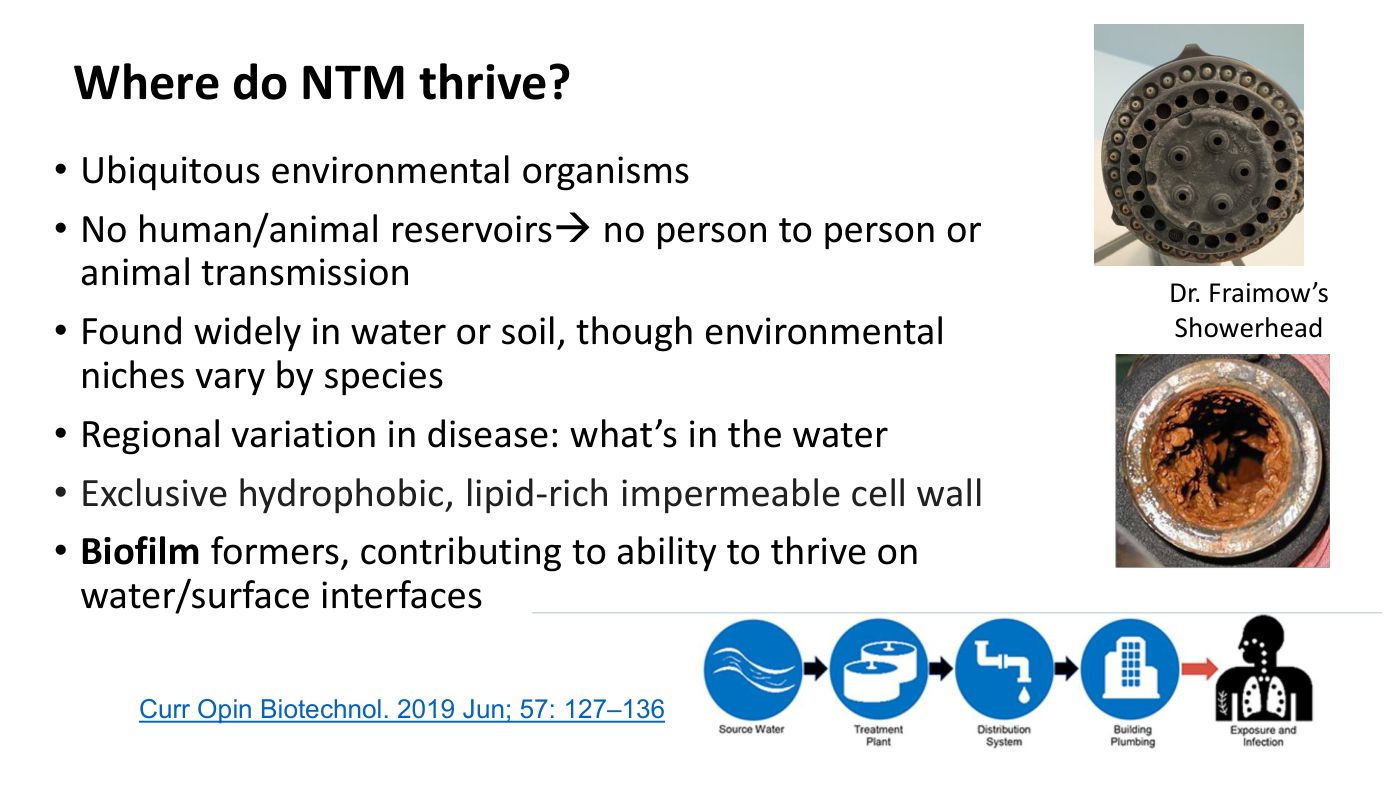 Where do NTM thrive?
• Ubiquitous environmental organisms
• No human/animal reservoirs→ no person to person or
animal transmission
• Found widely in water or soil, though environmental
niches vary by species
• Regional variation in disease: what’s in the water
• Exclusive hydrophobic, lipid-rich impermeable cell wall
• Biofilm formers, contributing to ability to thrive on
water/surface interfaces
Dr. Fraimow’s
Showerhead
Curr Opin Biotechnol. 2019 Jun; 57: 127–136
Source Water
Treatment
Plant
Distribution
System
Building
Plumbing
Exposure and
Infection